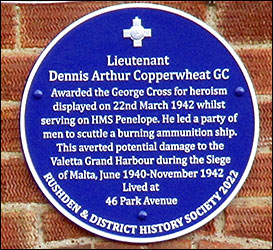 Lieutenant
Dennis Arthur Copperwheat GC
Awarded the George Cross for heroism
displayed on 22nd March 1942 whilst
serving on HMS Penelope. He led a party of
men to scuttle a burning ammunition ship.
This averted potential damage to the
Valetta Grand Harbour during the Siege
of Malta, June 1940-November 1942
Lived at
46 Park Avenue
RUSHDEN & DISTRICT HISTORY SOCIETY 2022